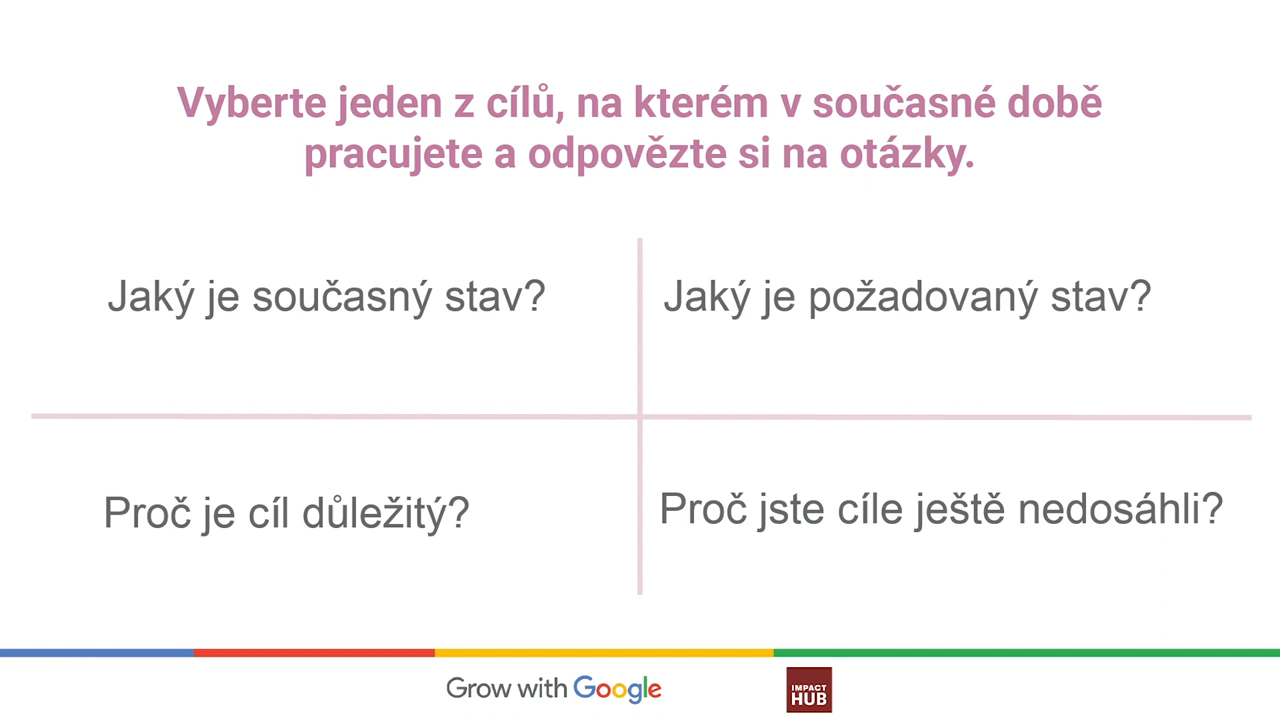 Vyberte jeden z cílů, na kterém v současné době
pracujete a odpovězte si na otázky.
Jaký je současný stav?
Jaký je požadovaný stav?
Proč je cíl důležitý?
Proč jste cíle ještě nedosáhli?
Grow with Google
IMPACT
HUB